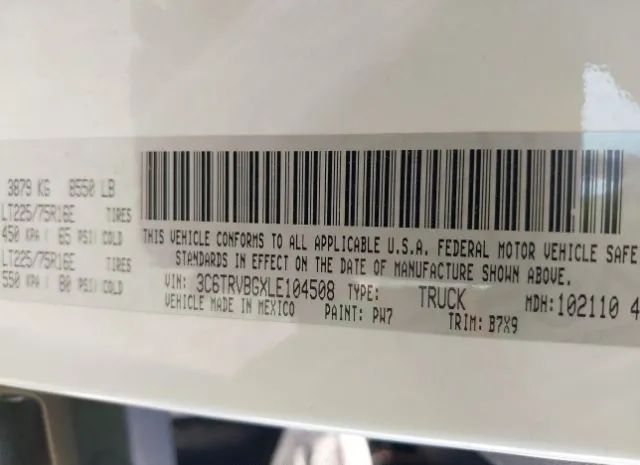 3879 KG 8550 LB
LT225/75R16E TIRES
450 KPA / 65 PSI/COLD
LT225/75R16E TIRES
550 KPA / 80 PSI/COLD
THIS VEHICLE CONFORMS TO ALL APPLICABLE U.S.A. FEDERAL MOTOR VEHICLE SAFE
STANDARDS IN EFFECT ON THE DATE OF MANUFACTURE SHOWN ABOVE.
VIN: 3C6TRVBGXLE104508 TYPE: TRUCK MDH: 102110 4
VEHICLE MADE IN MEXICO PAINT: PW7 TRIM: B7X9